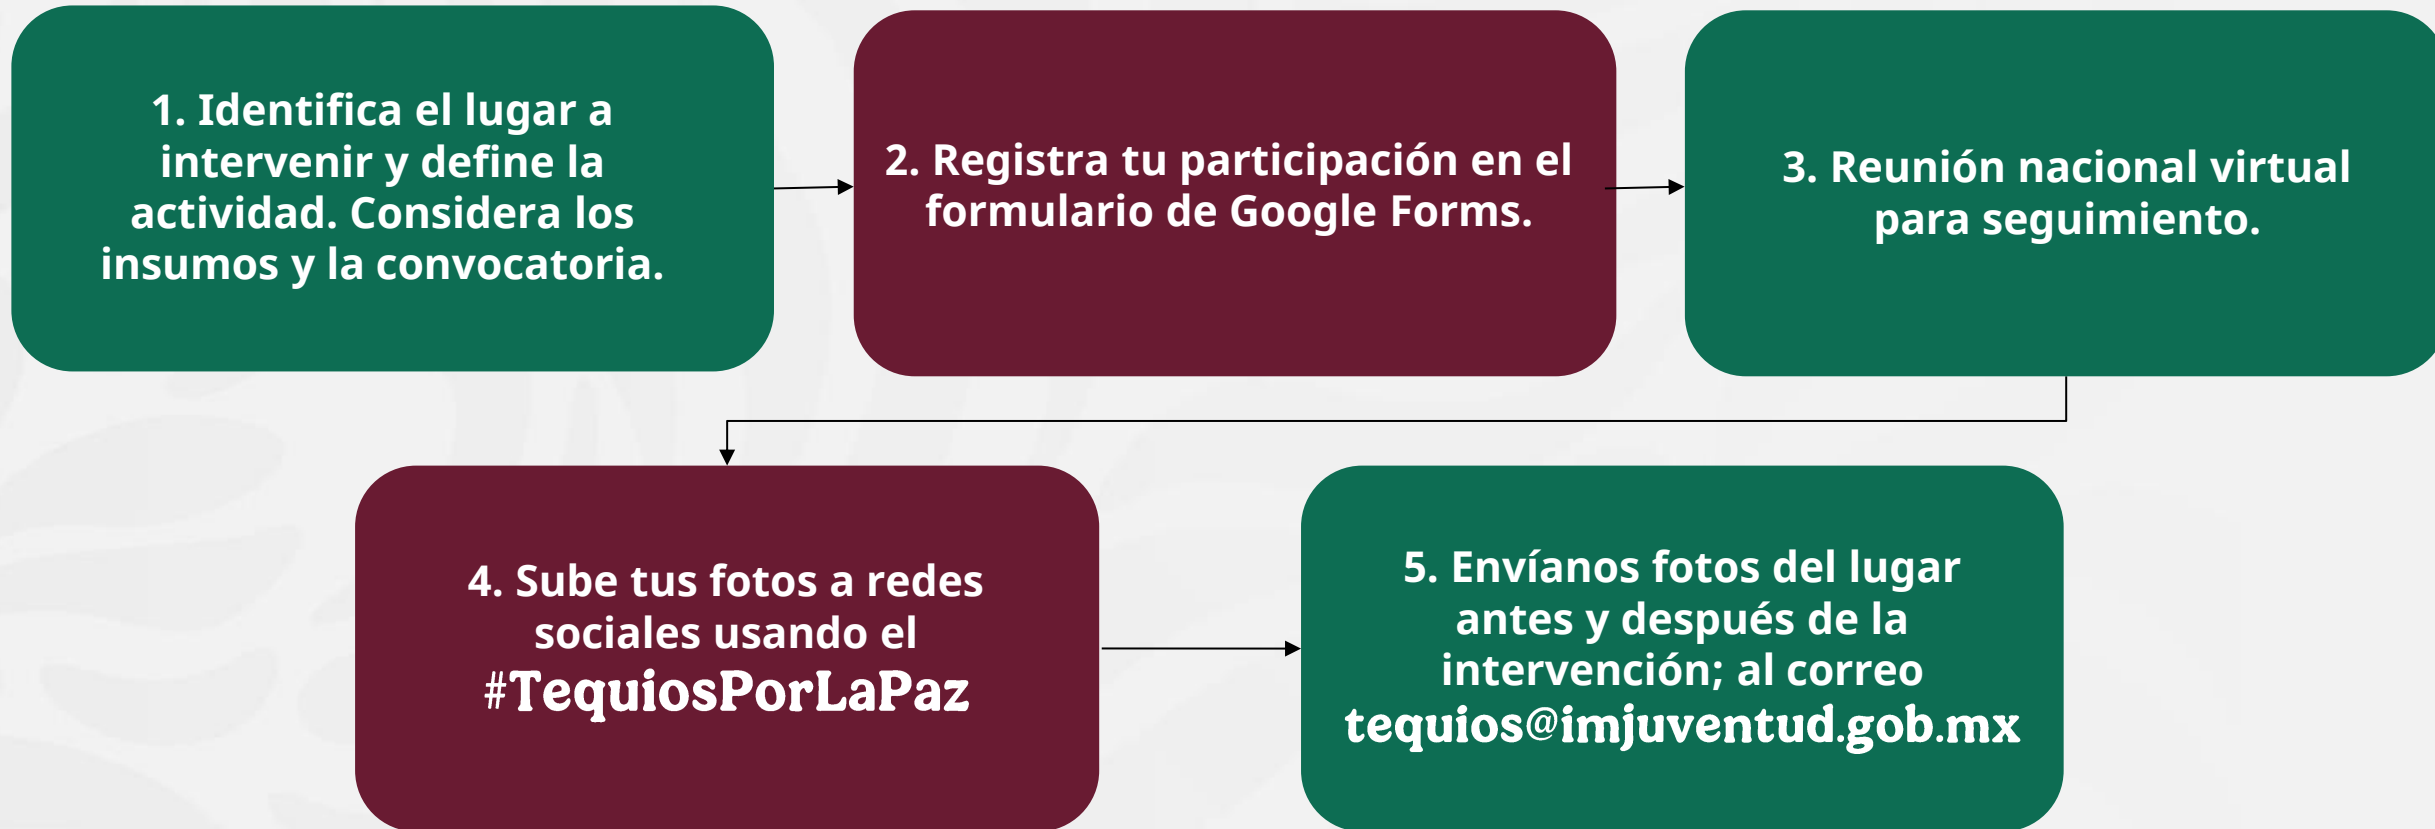 1. Identifica el lugar a
intervenir y define la
actividad. Considera los
insumos y la convocatoria.
2. Registra tu participación en el
formulario de Google Forms.
3. Reunión nacional virtual
para seguimiento.
4. Sube tus fotos a redes
sociales usando el
#TequiosPorLaPaz
5. Envíanos fotos del lugar
antes y después de la
intervención; al correo
tequios@imjuventud.gob.mx